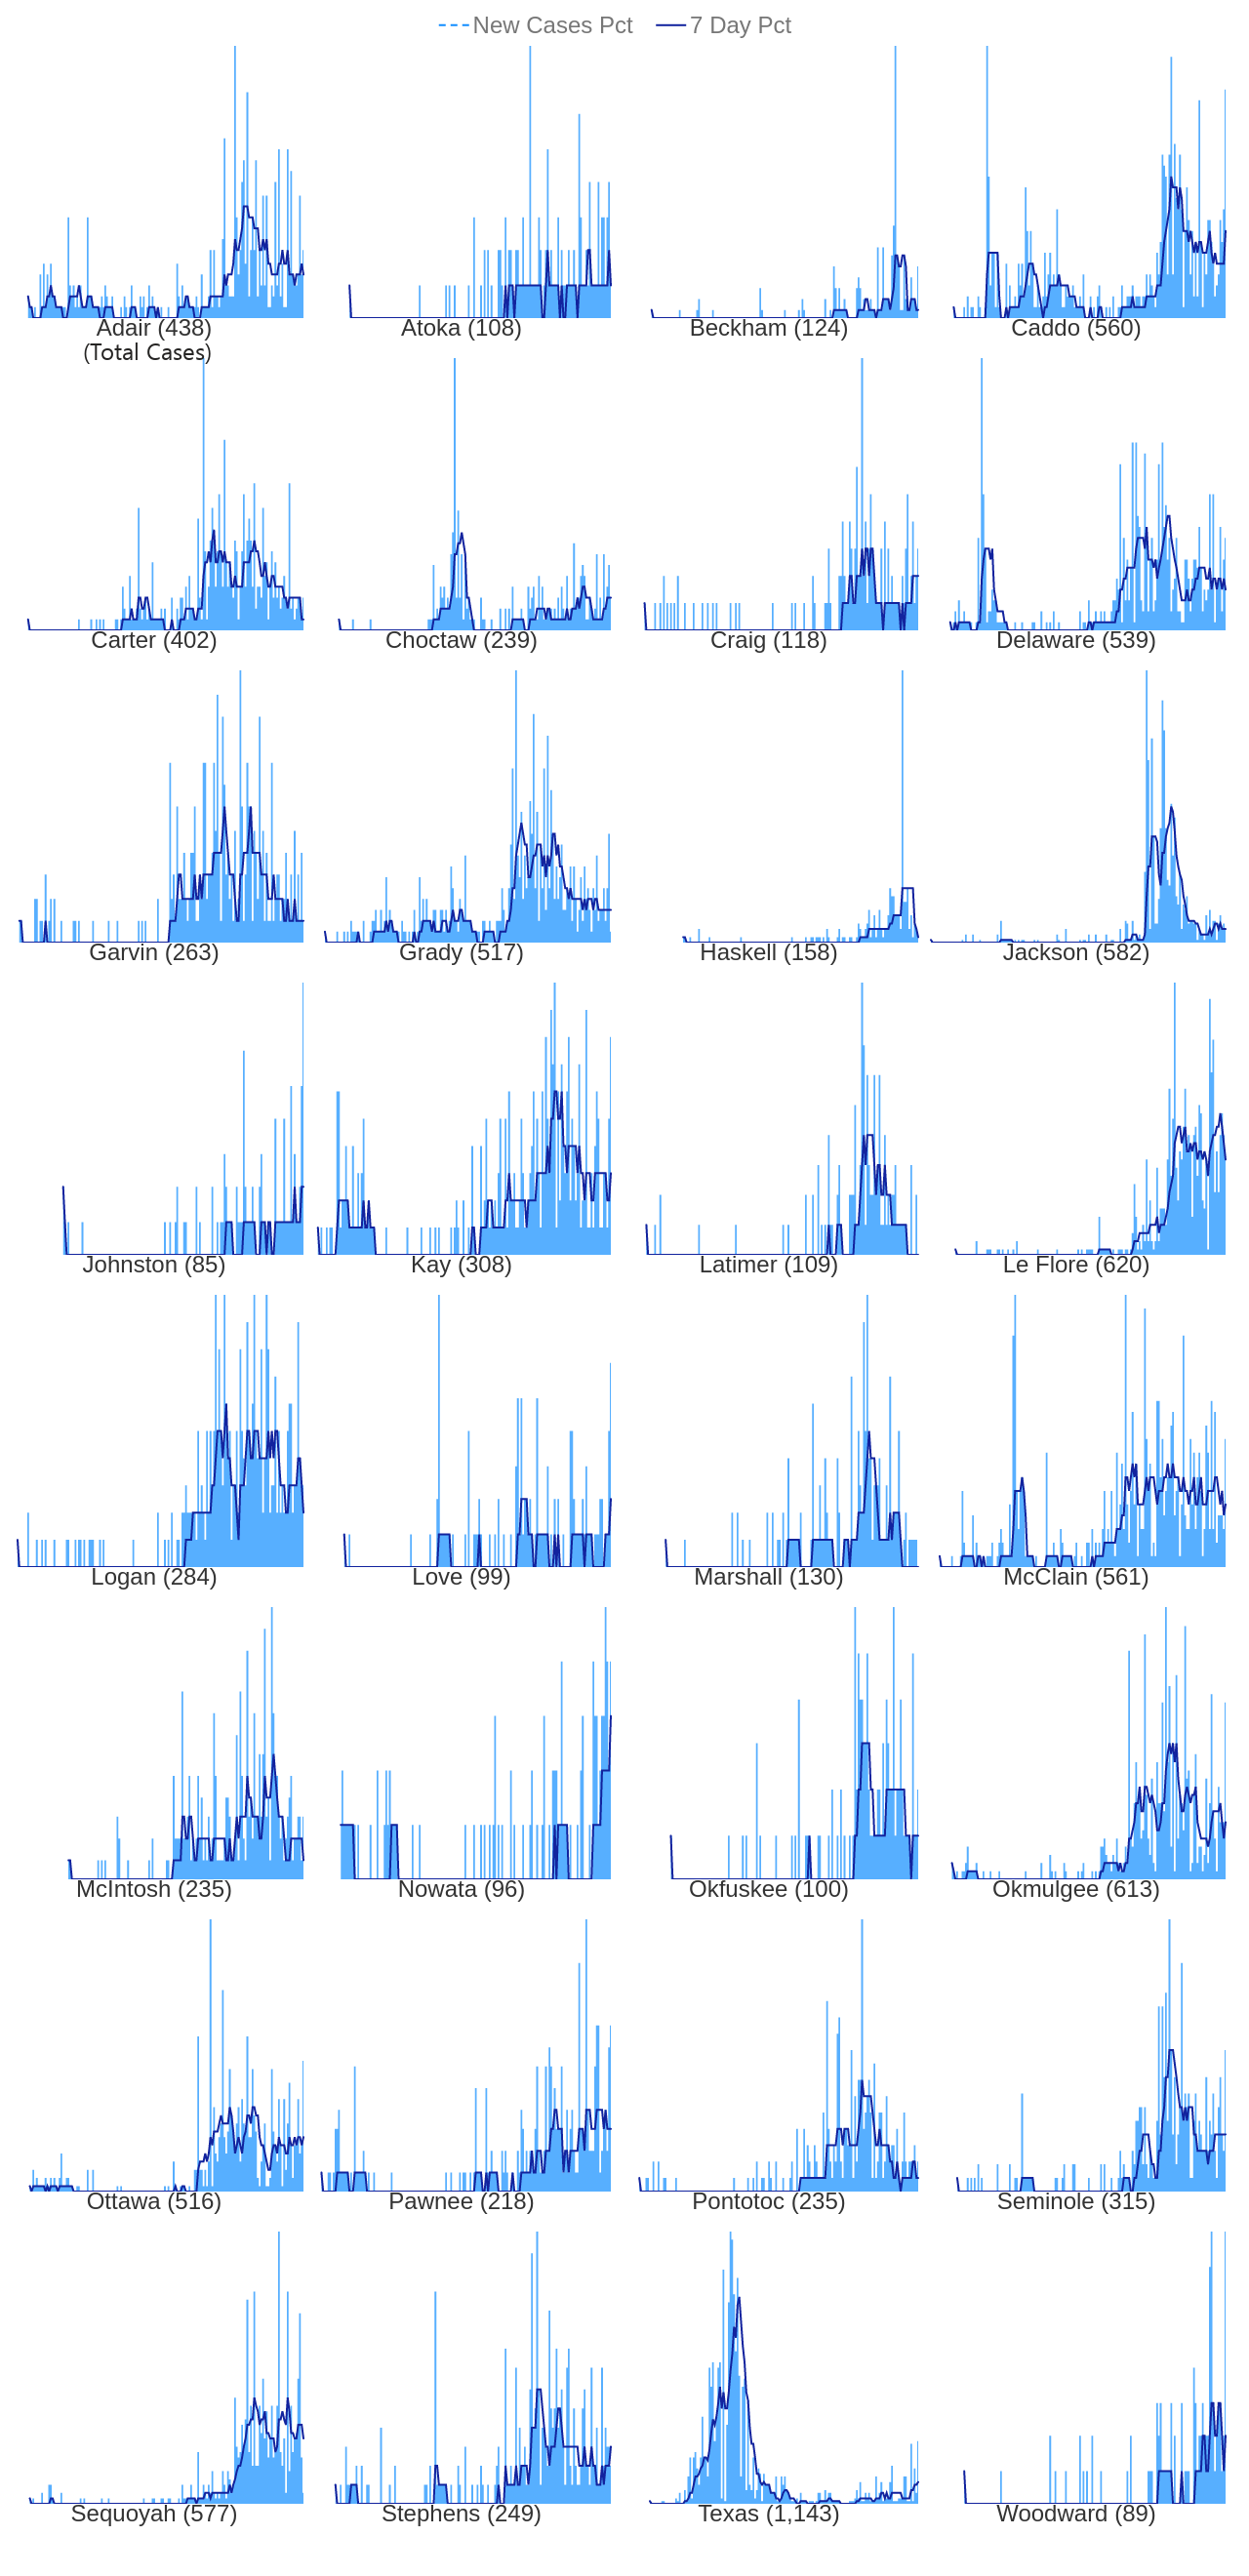 New Cases Pct 7 Day Pct
Adair (438) Atoka (108) Beckham (124) Caddo (560)
(Total Cases)
Carter (402) Choctaw (239) Craig (118) Delaware (539)
Garvin (263) Grady (517) Haskell (158) Jackson (582)
Johnston (85) Kay (308) Latimer (109) Le Flore (620)
Logan (284) Love (99) Marshall (130) McClain (561)
McIntosh (235) Nowata (96) Okfuskee (100) Okmulgee (613)
Ottawa (516) Pawnee (218) Pontotoc (235) Seminole (315)
Sequoyah (577) Stephens (249) Texas (1,143) Woodward (89)